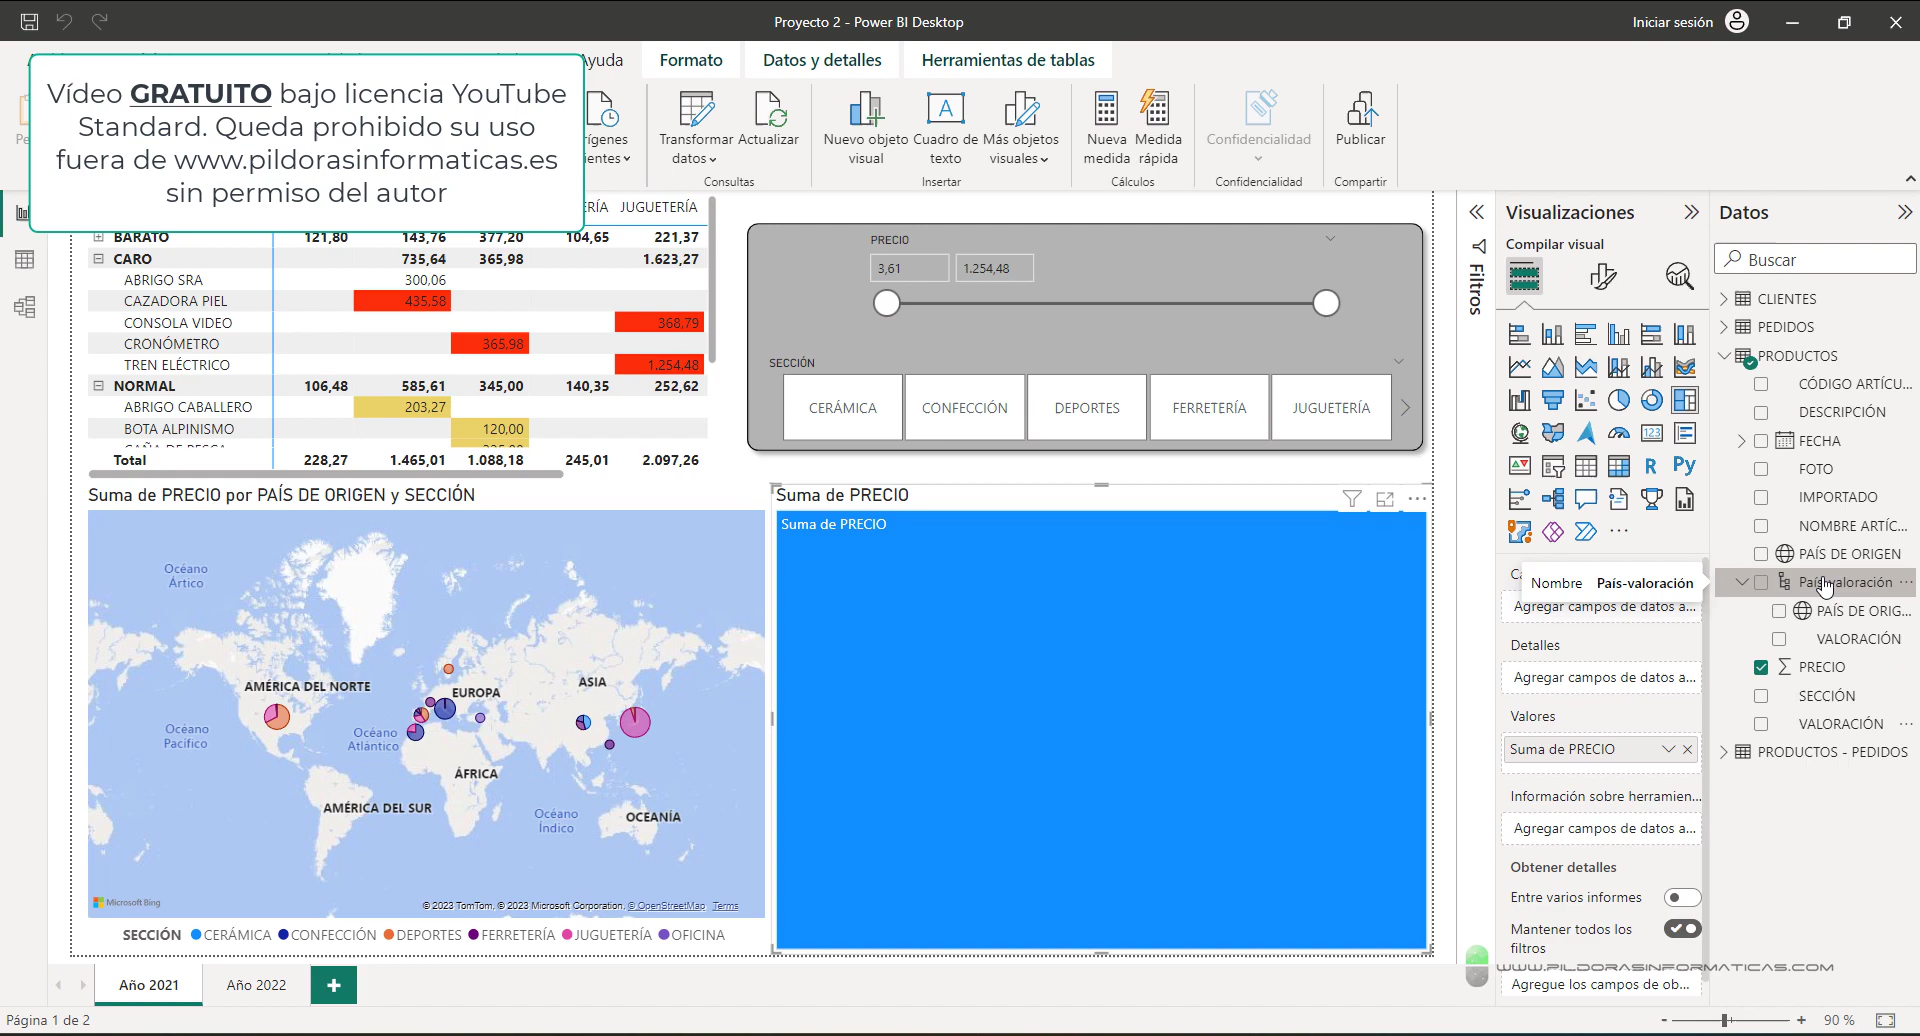 Proyecto 2 - Power BI Desktop
Iniciar sesión
Vídeo GRATUITO bajo licencia YouTube
Standard. Queda prohibido su uso
fuera de www.pildorasinformaticas.es
sin permiso del autor
Formato
Datos y detalles
Herramientas de tablas
Transformar datos
Actualizar
Consultas
Nuevo objeto visual
Cuadro de texto
Más objetos visuales
Insertar
Nueva medida
Medida rápida
Cálculos
Confidencialidad
Confidencialidad
Publicar
Compartir
JUGUETERÍA
BARATO 121,80 143,76 377,20 104,65 221,37
CARO 735,64 365,98 1.623,27
ABRIGO SRA 300,06
CAZADORA PIEL 435,58
CONSOLA VIDEO 368,79
CRONÓMETRO 365,98
TREN ELÉCTRICO 1.254,48
NORMAL 106,48 585,61 345,00 140,35 252,62
ABRIGO CABALLERO 203,27
BOTA ALPINISMO 120,00
Total 228,27 1.465,01 1.088,18 245,01 2.097,26
PRECIO
3,61 1.254,48
SECCIÓN
CERÁMICA CONFECCIÓN DEPORTES FERRETERÍA JUGUETERÍA
Suma de PRECIO por PAÍS DE ORIGEN y SECCIÓN
Océano Ártico
AMÉRICA DEL NORTE
EUROPA
ASIA
Océano Pacífico
Océano Atlántico
ÁFRICA
AMÉRICA DEL SUR
Océano Índico
OCEANÍA
Microsoft Bing
© 2023 TomTom, © 2023 Microsoft Corporation, © OpenStreetMap Terms
SECCIÓN CERÁMICA CONFECCIÓN DEPORTES FERRETERÍA JUGUETERÍA OFICINA
Suma de PRECIO
Suma de PRECIO
Filtros
Visualizaciones
Compilar visual
R
Py
123
Nombre País-valoración
Agregar campos de datos a...
Detalles
Agregar campos de datos a...
Valores
Suma de PRECIO
Información sobre herramien...
Agregar campos de datos a...
Obtener detalles
Entre varios informes
Mantener todos los filtros
Agregue los campos de ob...
Datos
Buscar
CLIENTES
PEDIDOS
PRODUCTOS
CÓDIGO ARTÍCU...
DESCRIPCIÓN
FECHA
FOTO
IMPORTADO
NOMBRE ARTÍC...
PAÍS DE ORIGEN
País-valoración
PAÍS DE ORIG...
VALORACIÓN
PRECIO
SECCIÓN
VALORACIÓN
PRODUCTOS - PEDIDOS
WWW.PILDORASINFORMATICAS.COM
Año 2021
Año 2022
Página 1 de 2
90 %